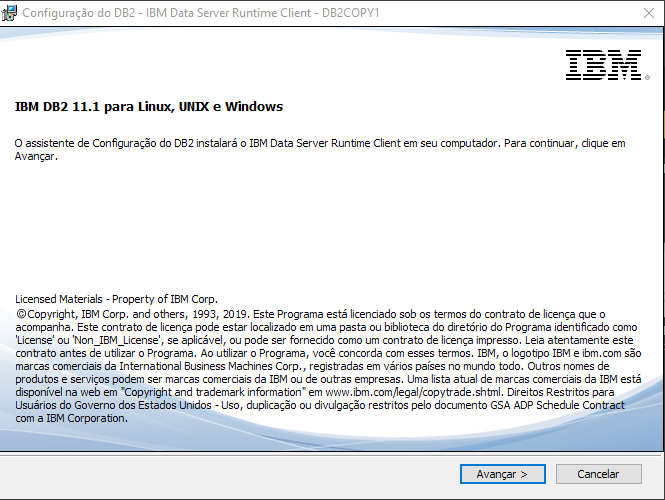 Configuração do DB2 - IBM Data Server Runtime Client - DB2COPY1
IBM®
IBM DB2 11.1 para Linux, UNIX e Windows
O assistente de Configuração do DB2 instalará o IBM Data Server Runtime Client em seu computador. Para continuar, clique em
Avançar.
Licensed Materials - Property of IBM Corp.
©Copyright, IBM Corp. and others, 1993, 2019. Este Programa está licenciado sob os termos do contrato de licença que o
acompanha. Este contrato de licença pode estar localizado em uma pasta ou biblioteca do diretório do Programa identificado como
'License' ou 'Non_IBM_License', se aplicável, ou pode ser fornecido como um contrato de licença impresso. Leia atentamente este
contrato antes de utilizar o Programa. Ao utilizar o Programa, você concorda com esses termos. IBM, o logotipo IBM e ibm.com são
marcas comerciais da International Business Machines Corp., registradas em vários países no mundo todo. Outros nomes de
produtos e serviços podem ser marcas comerciais da IBM ou de outras empresas. Uma lista atual de marcas comerciais da IBM está
disponível na web em "Copyright and trademark information" em www.ibm.com/legal/copytrade.shtml. Direitos Restritos para
Usuários do Governo dos Estados Unidos - Uso, duplicação ou divulgação restritos pelo documento GSA ADP Schedule Contract
com a IBM Corporation.
Avançar >
Cancelar